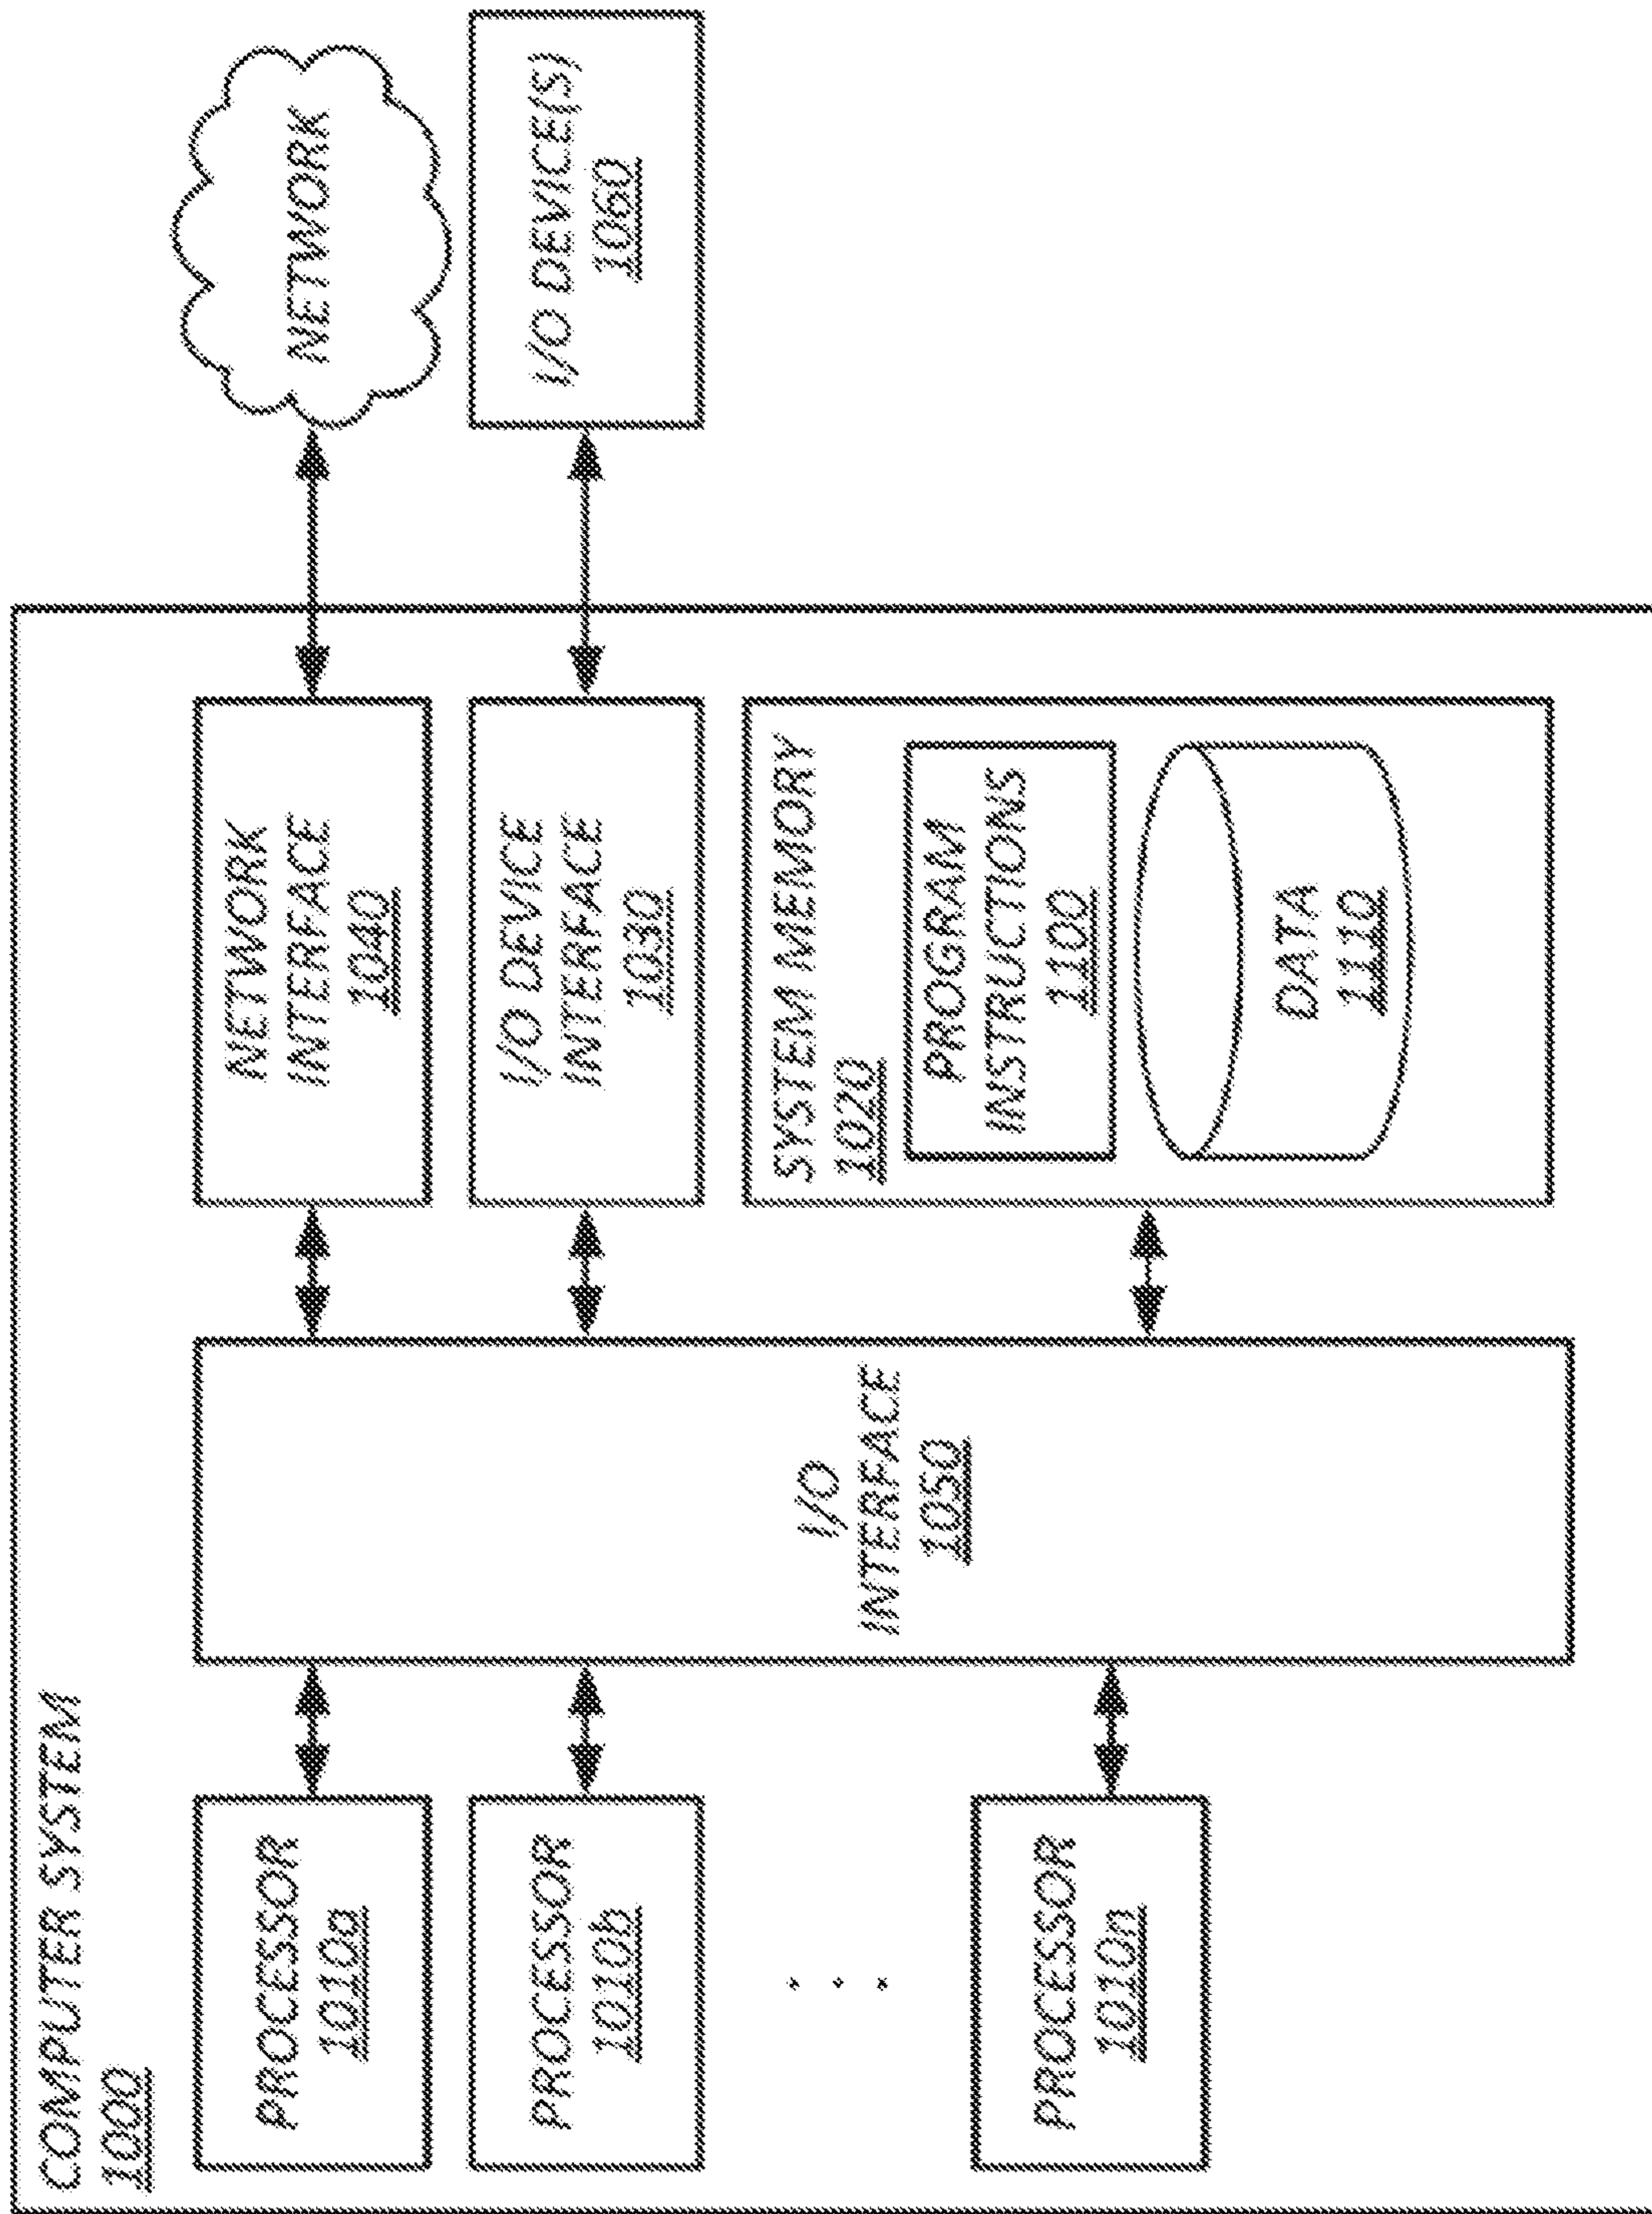 COMPUTER SYSTEM
1000
PROCESSOR
1010a
PROCESSOR
1010b
. . .
PROCESSOR
1010n
I/O
INTERFACE
1050
NETWORK
INTERFACE
1040
I/O DEVICE
INTERFACE
1030
SYSTEM MEMORY
1020
PROGRAM
INSTRUCTIONS
1100
DATA
1110
NETWORK
I/O DEVICE(S)
1060